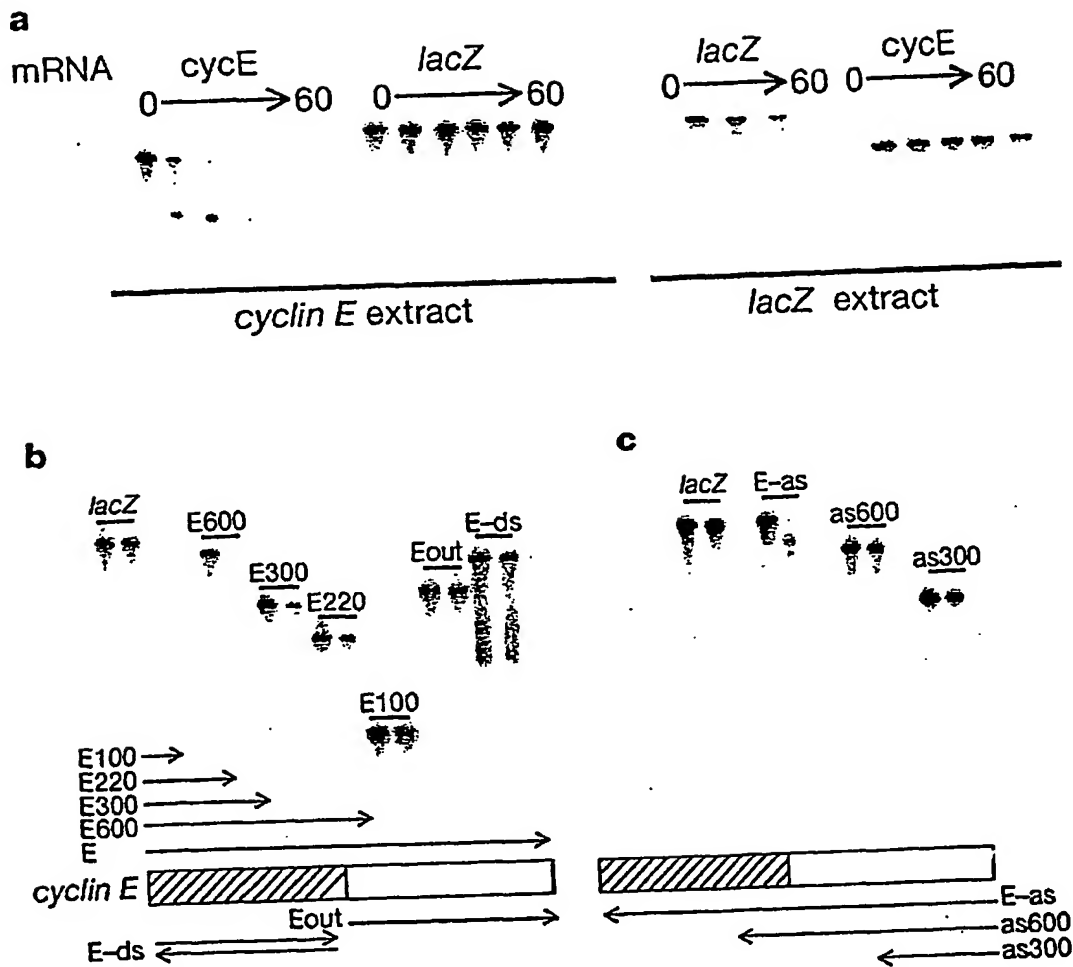 a
mRNA cycE lacZ lacZ cycE
0 60 0 60 0 60 0 60
cyclin E extract lacZ extract
b
lacZ E600 E300 E220 E100 Eout E-ds
E100
E220
E300
E600
E
cyclin E
Eout
E-ds
c
lacZ E-as as600 as300
E-as
as600
as300